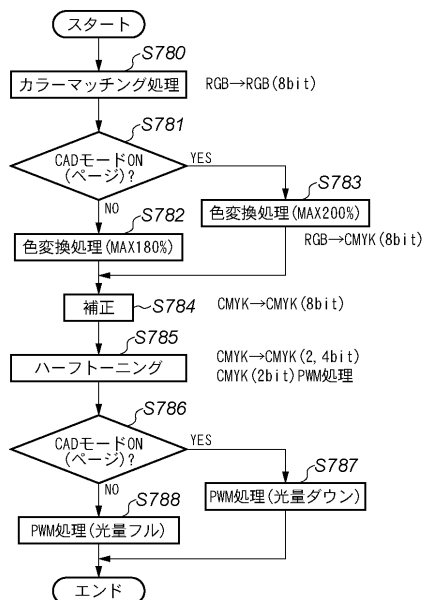 スタート
S780
カラーマッチング処理
RGB→RGB(8bit)
S781
CADモードON
(ページ)?
YES
NO
S783
色変換処理(MAX200%)
S782
色変換処理(MAX180%)
RGB→CMYK(8bit)
補正
S784
CMYK→CMYK(8bit)
S785
ハーフトーニング
CMYK→CMYK(2,4bit)
CMYK(2bit)PWM処理
S786
CADモードON
(ページ)?
YES
NO
S787
PWM処理(光量ダウン)
S788
PWM処理(光量フル)
エンド